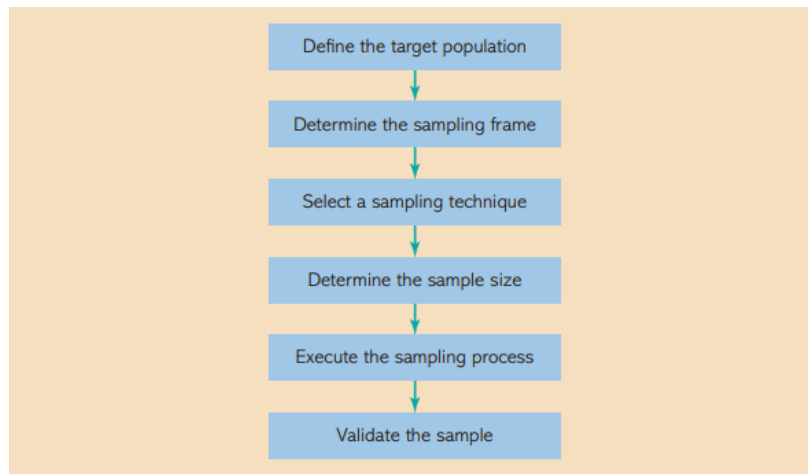 Define the target population
Determine the sampling frame
Select a sampling technique
Determine the sample size
Execute the sampling process
Validate the sample